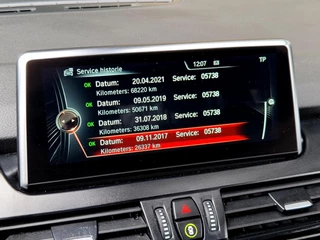 12:07 TP
Service historie
OK Datum: 20.04.2021 Service: 05738
Kilometers: 68220 km
OK Datum: 09.05.2019 Service: 05738
Kilometers: 50671 km
OK Datum: 31.07.2018 Service: 05738
Kilometers: 36308 km
OK Datum: 09.11.2017 Service: 05738
Kilometers: 26337 km